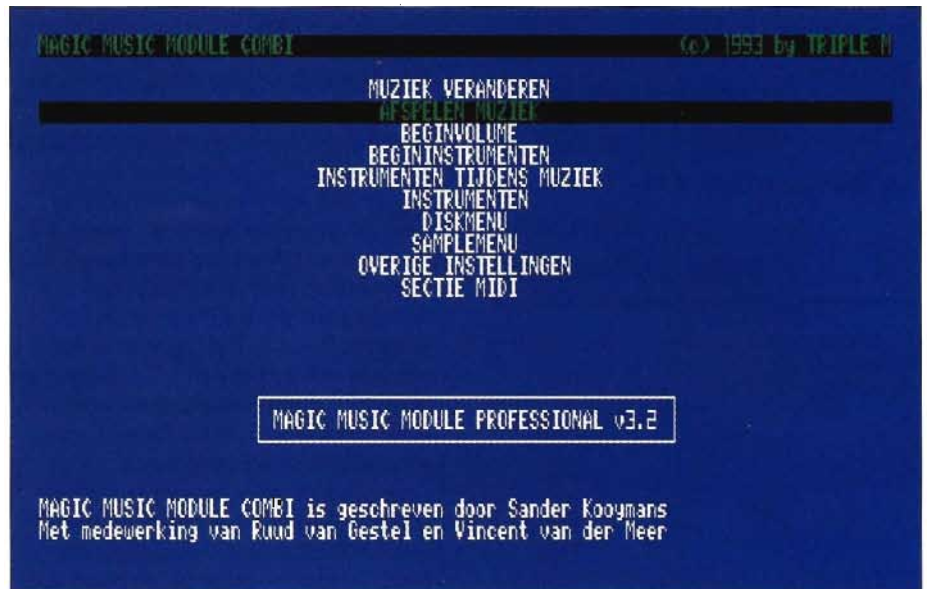 MAGIC MUSIC MODULE COMBI (c) 1993 by TRIPLE M
MUZIEK VERANDEREN
AFSPELEN MUZIEK
BEGINVOLUME
BEGININSTRUMENTEN
INSTRUMENTEN TIJDENS MUZIEK
INSTRUMENTEN
DISKMENU
SAMPLEMENU
OVERIGE INSTELLINGEN
SECTIE MIDI
MAGIC MUSIC MODULE PROFESSIONAL v3.2
MAGIC MUSIC MODULE COMBI is geschreven door Sander Kooymans
Met medewerking van Ruud van Gestel en Vincent van der Meer